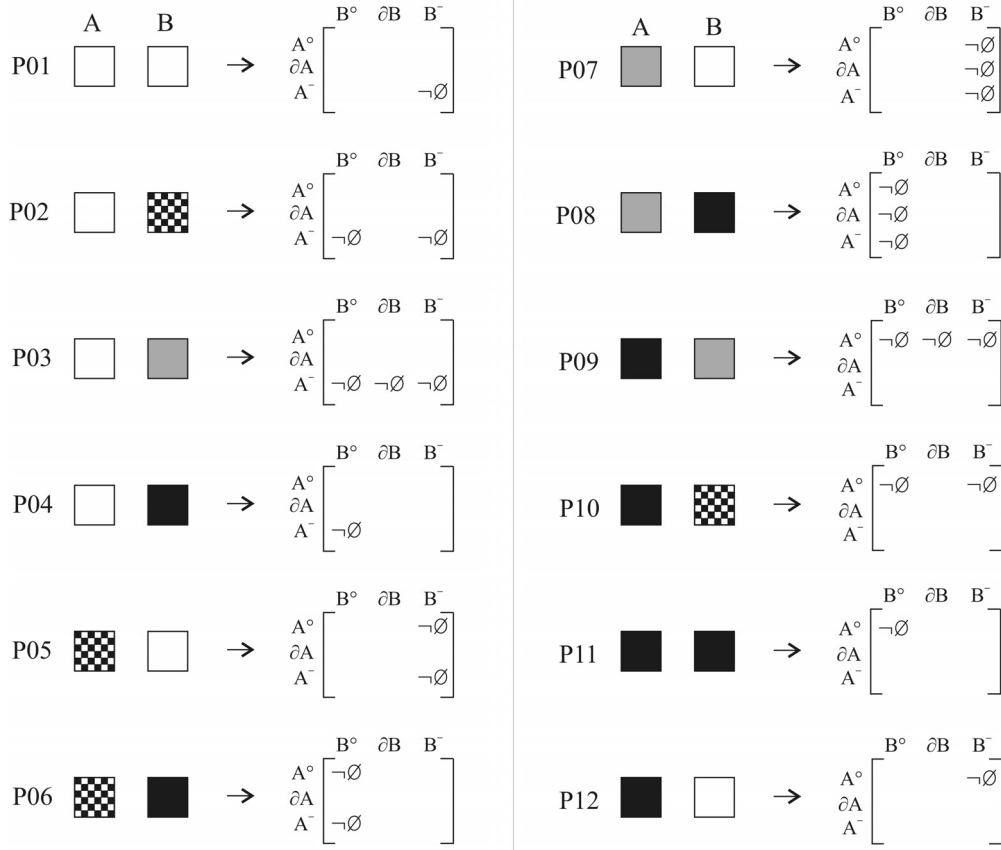 A B
B° ∂B B⁻
P01
A°
∂A
A⁻ ¬∅
B° ∂B B⁻
P02
A°
∂A
A⁻ ¬∅ ¬∅
B° ∂B B⁻
P03
A°
∂A
A⁻ ¬∅ ¬∅ ¬∅
B° ∂B B⁻
P04
A°
∂A
A⁻ ¬∅
B° ∂B B⁻
P05
A° ¬∅
∂A
A⁻ ¬∅
B° ∂B B⁻
P06
A° ¬∅
∂A
A⁻ ¬∅
A B
B° ∂B B⁻
P07
A° ¬∅
∂A ¬∅
A⁻ ¬∅
B° ∂B B⁻
P08
A° ¬∅
∂A ¬∅
A⁻ ¬∅
B° ∂B B⁻
P09
A° ¬∅ ¬∅ ¬∅
∂A
A⁻
B° ∂B B⁻
P10
A° ¬∅ ¬∅
∂A
A⁻
B° ∂B B⁻
P11
A° ¬∅
∂A
A⁻
B° ∂B B⁻
P12
A° ¬∅
∂A
A⁻